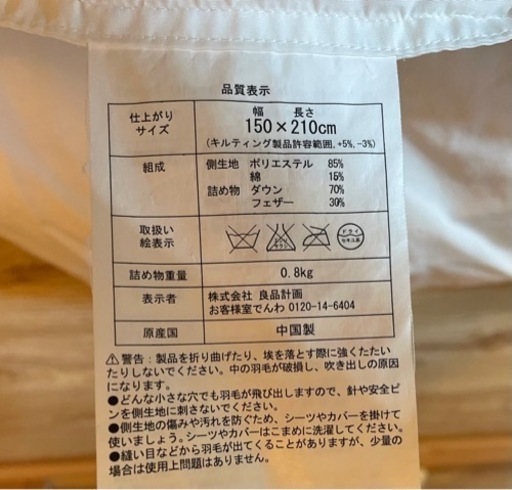 品質表示
仕上がり
サイズ
幅 長さ
150×210cm
(キルティング製品許容範囲,+5%,-3%)
組成
側生地 ポリエステル 85%
綿 15%
詰め物 ダウン 70%
フェザー 30%
取扱い
絵表示
ドライ
セキユ系
詰め物重量
0.8kg
表示者
株式会社 良品計画
お客様室でんわ 0120-14-6404
原産国
中国製
⚠警告:製品を折り曲げたり、埃を落とす際に強くたたい
たりしないでください。中の羽毛が破損し、吹き出しの原因
になります。
●どんな小さな穴でも羽毛が飛び出しますので、針や安全ピ
ンを側生地に刺さないでください。
●側生地の傷みや汚れを防ぐため、シーツやカバーを掛けて
使いましょう。シーツやカバーはこまめに洗濯してください。
●縫い目などから羽毛が出てくることがありますが、少量の
場合は使用上問題はありません。